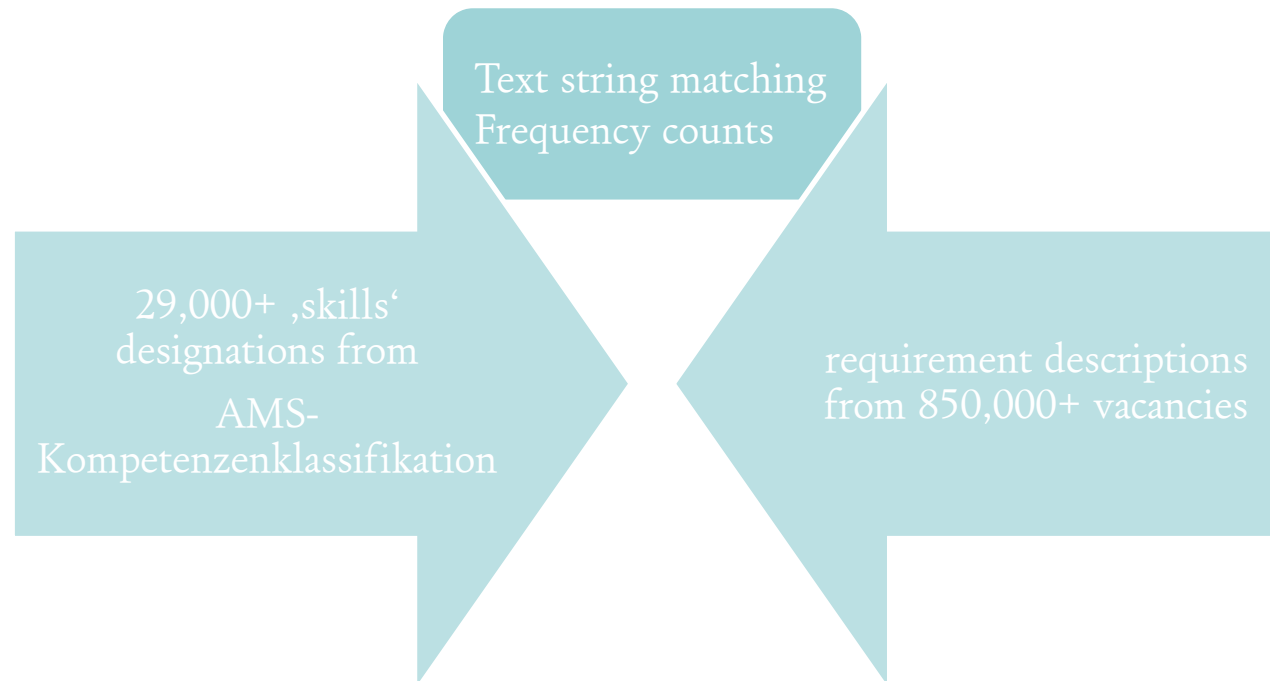 Text string matching
Frequency counts
29,000+ ‚skills‘
designations from
AMS-
Kompetenzenklassifikation
requirement descriptions
from 850,000+ vacancies